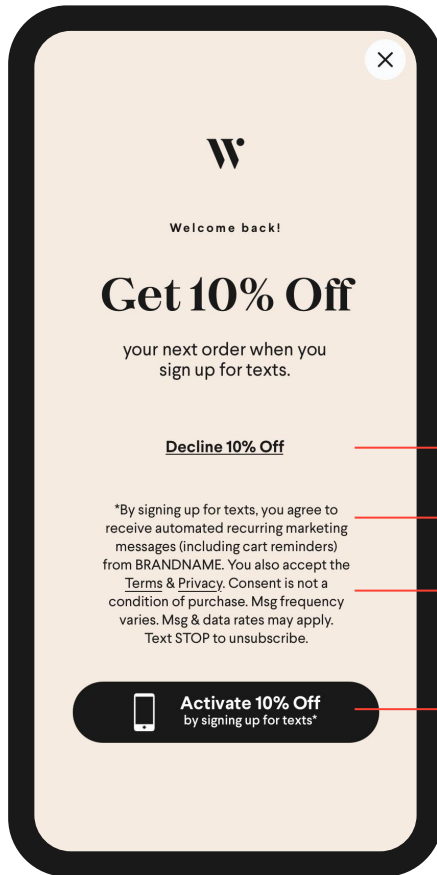 W
Welcome back!
Get 10% Off
your next order when you
sign up for texts.
Decline 10% Off
*By signing up for texts, you agree to
receive automated recurring marketing
messages (including cart reminders)
from BRANDNAME. You also accept the
Terms & Privacy. Consent is not a
condition of purchase. Msg frequency
varies. Msg & data rates may apply.
Text STOP to unsubscribe.
Activate 10% Off
by signing up for texts*